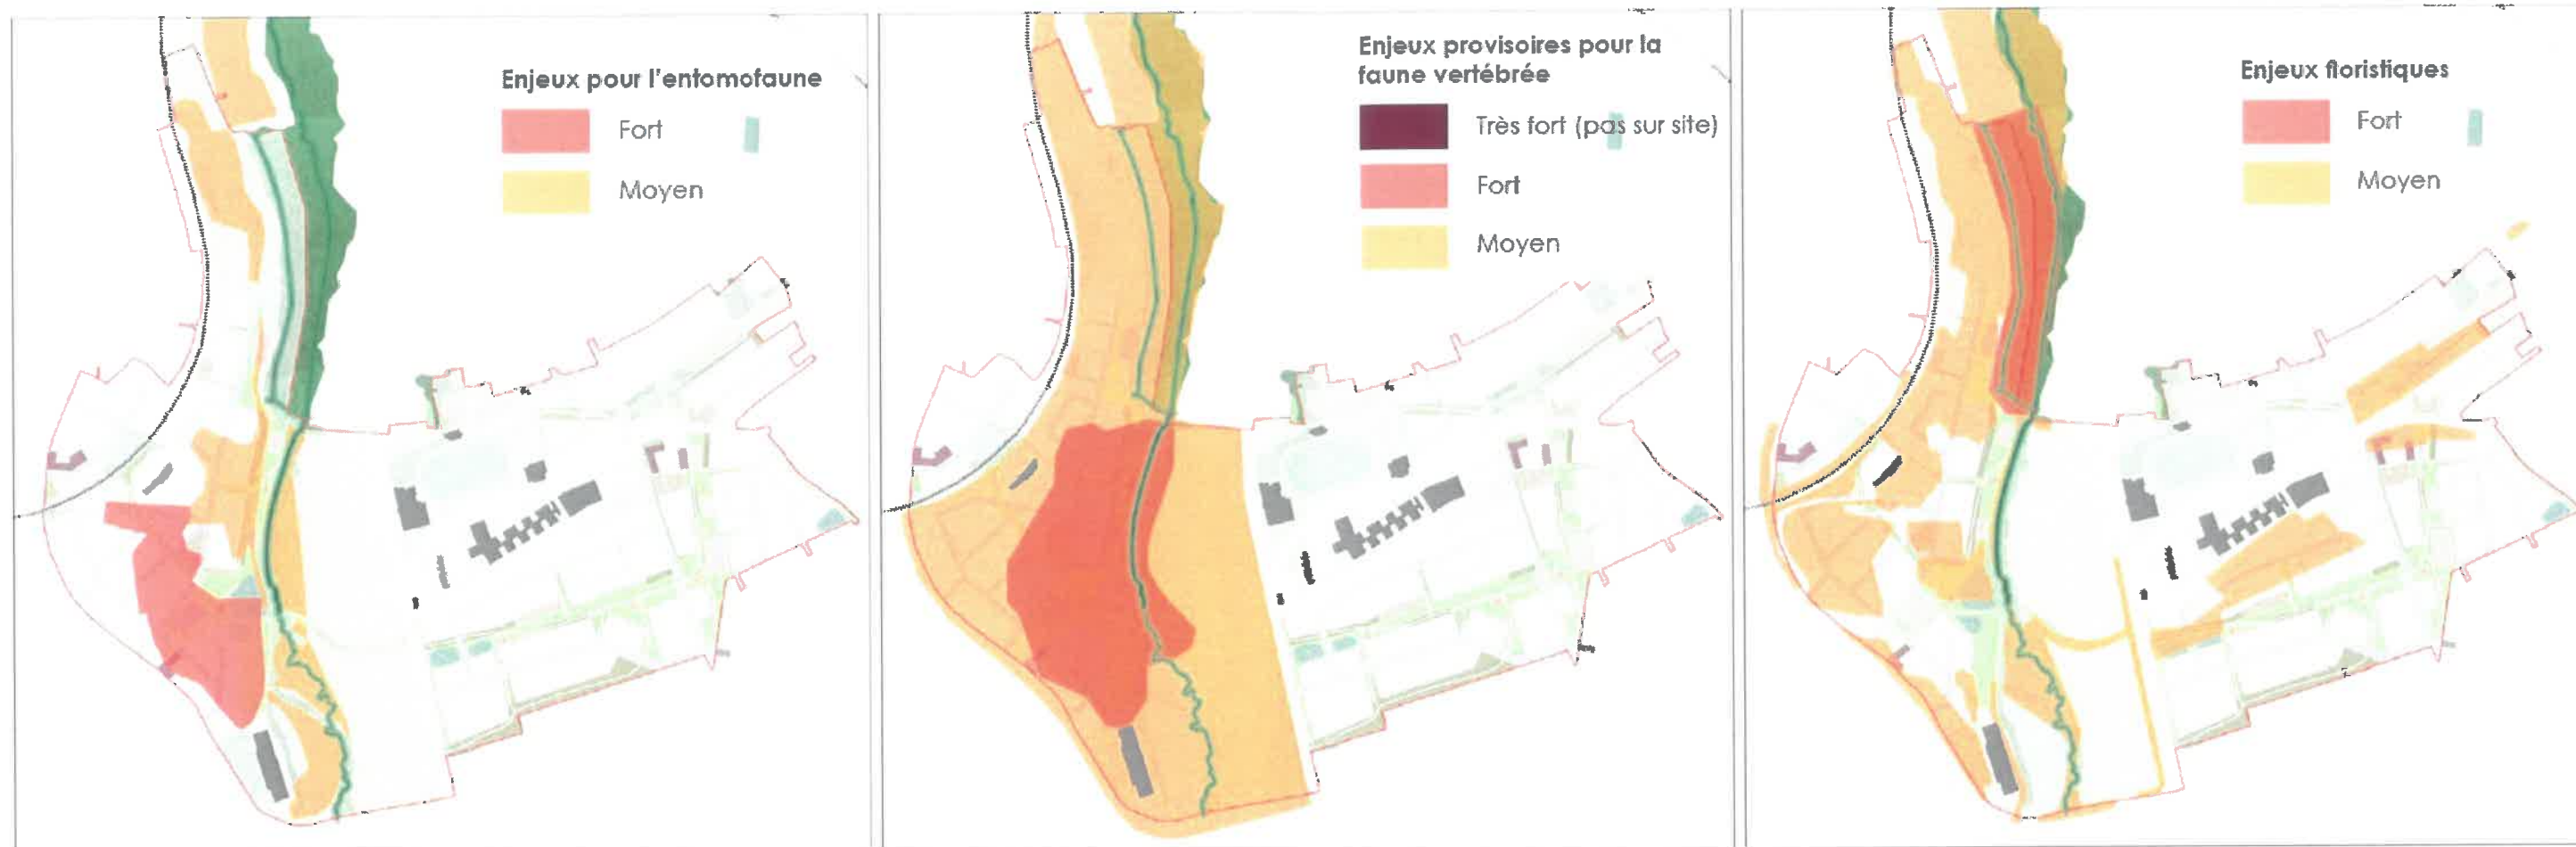 Enjeux pour l'entomofaune
Fort
Moyen
Enjeux provisoires pour la
faune vertébrée
Très fort (pas sur site)
Fort
Moyen
Enjeux floristiques
Fort
Moyen